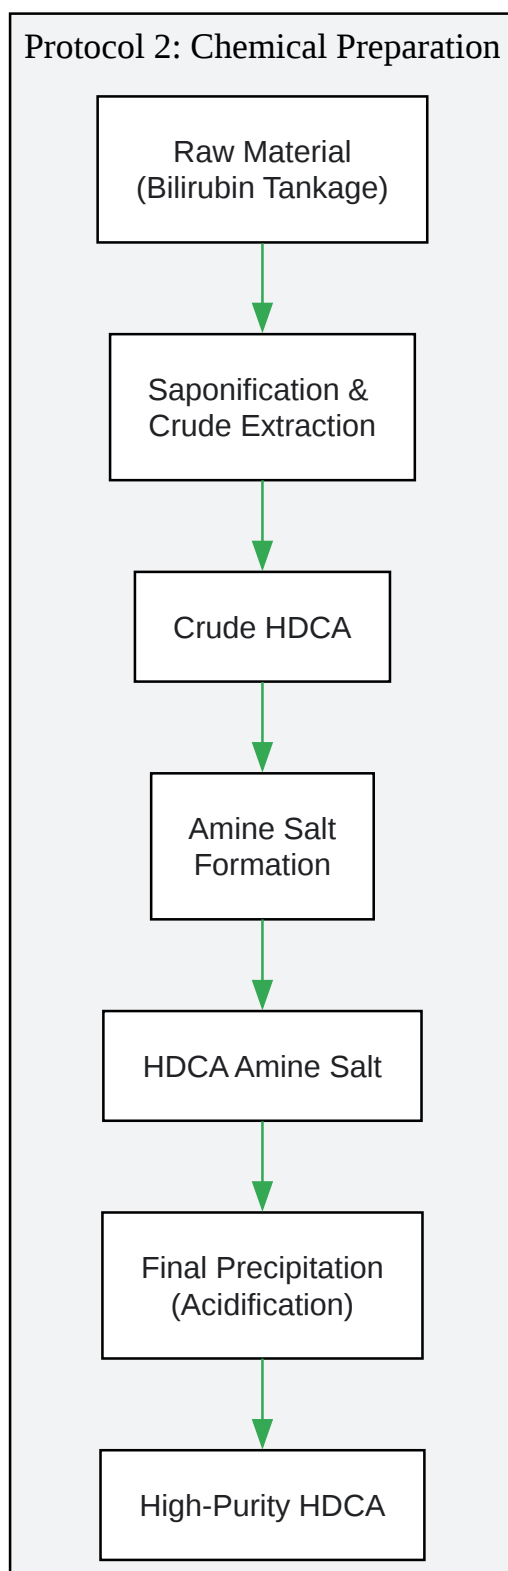 Protocol 2: Chemical Preparation
Raw Material
(Bilirubin Tankage)
Saponification &
Crude Extraction
Crude HDCA
Amine Salt
Formation
HDCA Amine Salt
Final Precipitation
(Acidification)
High-Purity HDCA